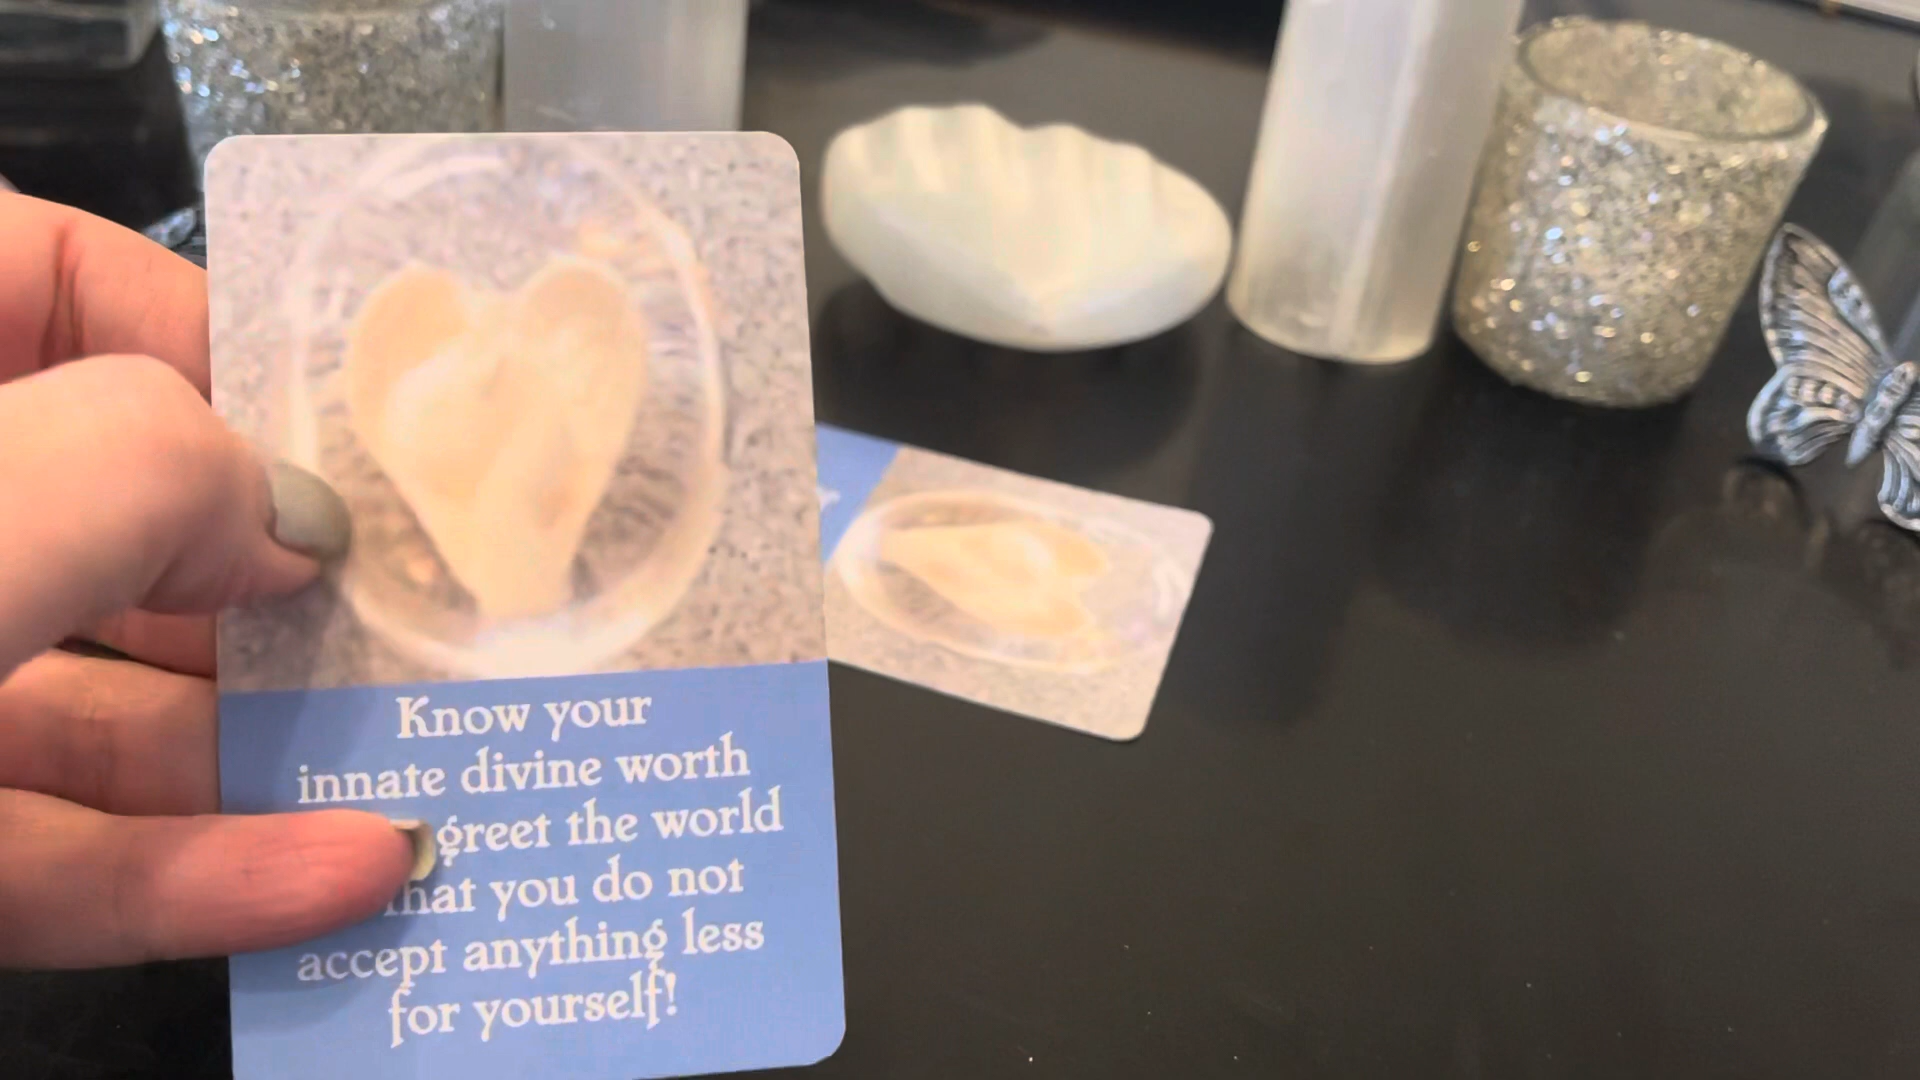 Know your
innate divine worth
greet the world
that you do not
accept anything less
for yourself!